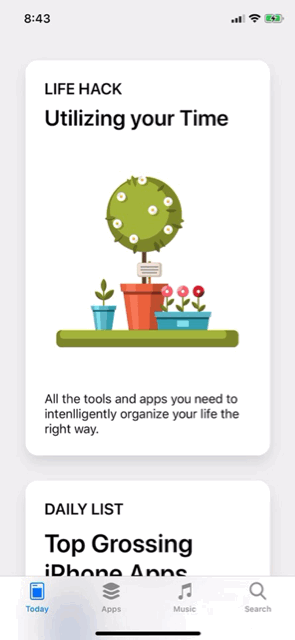 8:43
LIFE HACK
Utilizing your Time
All the tools and apps you need to
intenlligently organize your life the
right way.
DAILY LIST
Top Grossing
iPhone Apps
Today
Apps
Music
Search